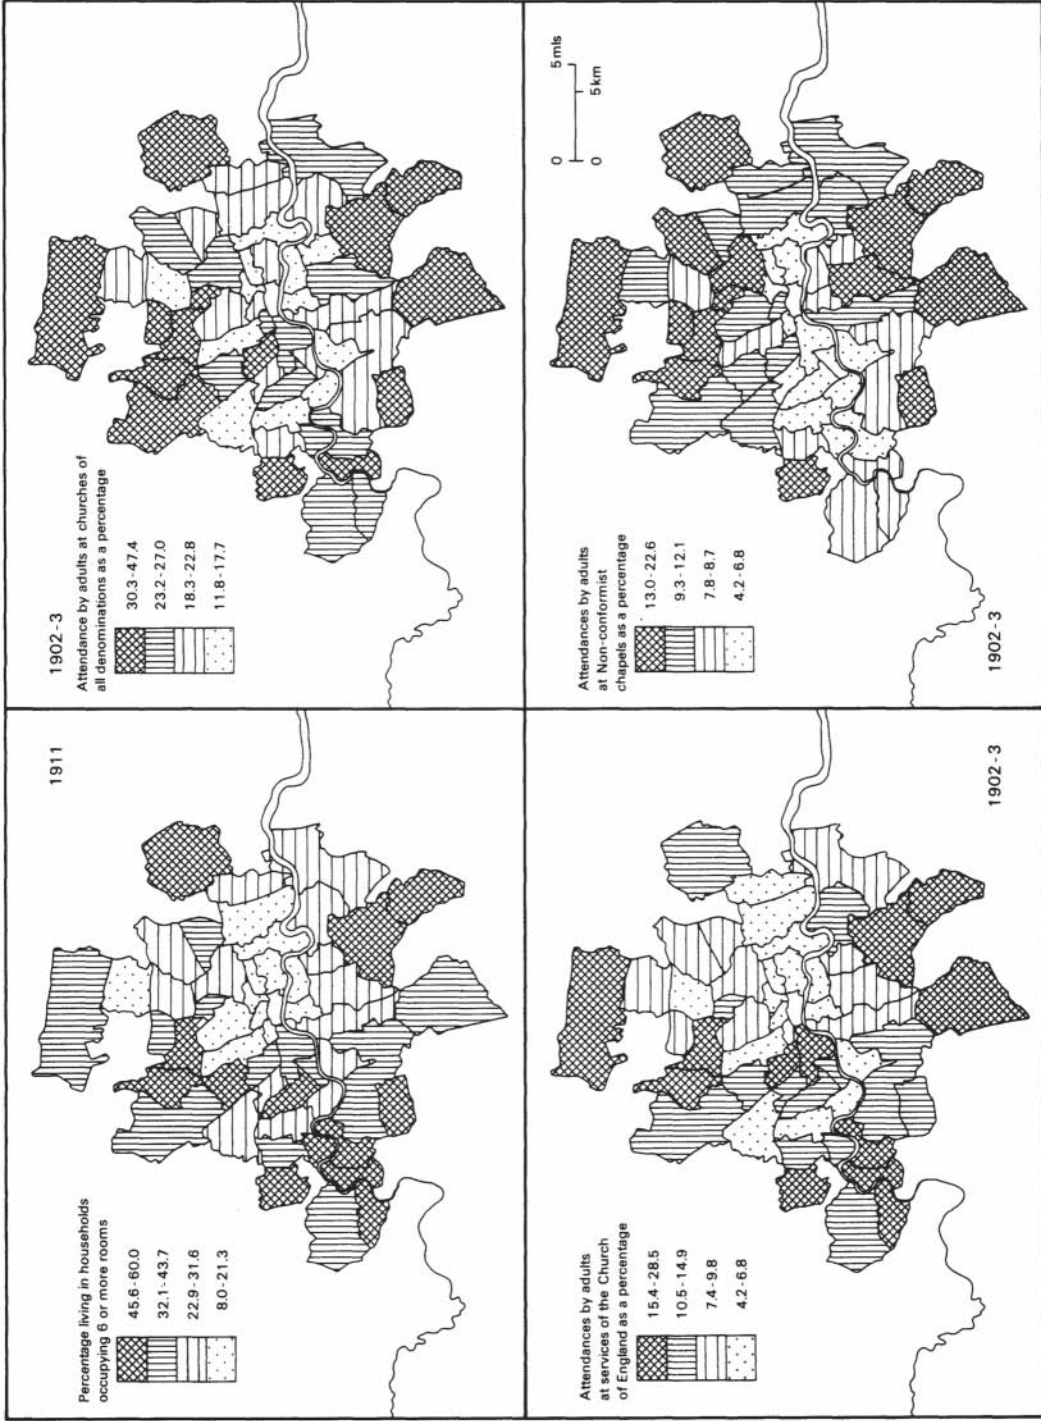 1911
Percentage living in households
occupying 6 or more rooms
45.6-60.0
32.1-43.7
22.9-31.6
8.0-21.3
1902-3
Attendance by adults at churches of
all denominations as a percentage
30.3-47.4
23.2-27.0
18.3-22.8
11.8-17.7
Attendances by adults
at services of the Church
of England as a percentage
15.4-28.5
10.5-14.9
7.4-9.8
4.2-6.8
1902-3
0 5mls
0 5km
Attendances by adults
at Non-conformist
chapels as a percentage
13.0-22.6
9.3-12.1
7.8-8.7
4.2-6.8
1902-3